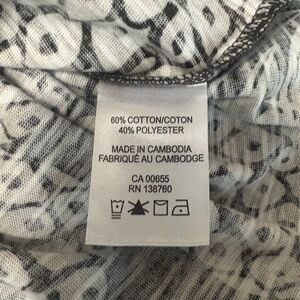 60% COTTON/COTON
40% POLYESTER
MADE IN CAMBODIA
FABRIQUÉ AU CAMBODGE
CA 00655
RN 138760